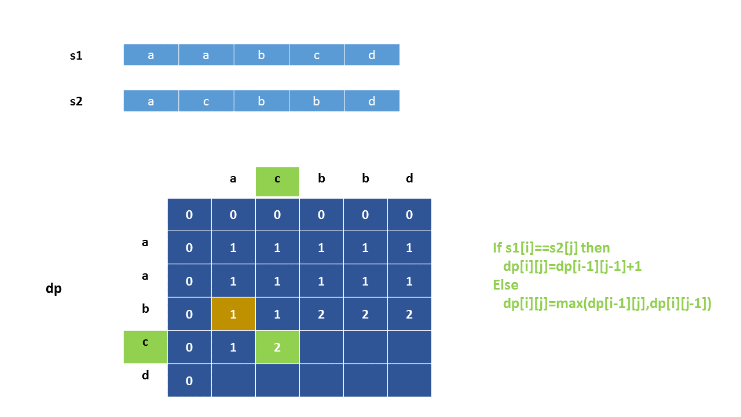 s1 a a b c d
s2 a c b b d
a c b b d
0 0 0 0 0 0
a 0 1 1 1 1 1
a 0 1 1 1 1 1
b 0 1 1 2 2 2
c 0 1 2
d 0
dp
If s1[i]==s2[j] then
dp[i][j]=dp[i-1][j-1]+1
Else
dp[i][j]=max(dp[i-1][j],dp[i][j-1])